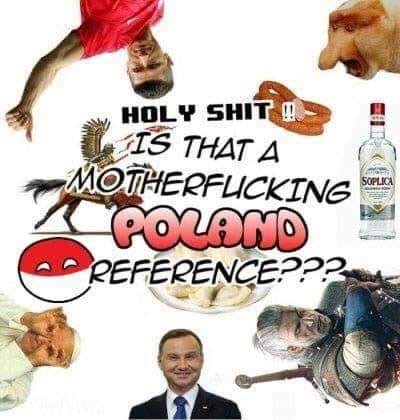 HOLY SHIT !!
IS THAT A
MOTHERFUCKING
SOPLICA
POLAND
REFERENCE???